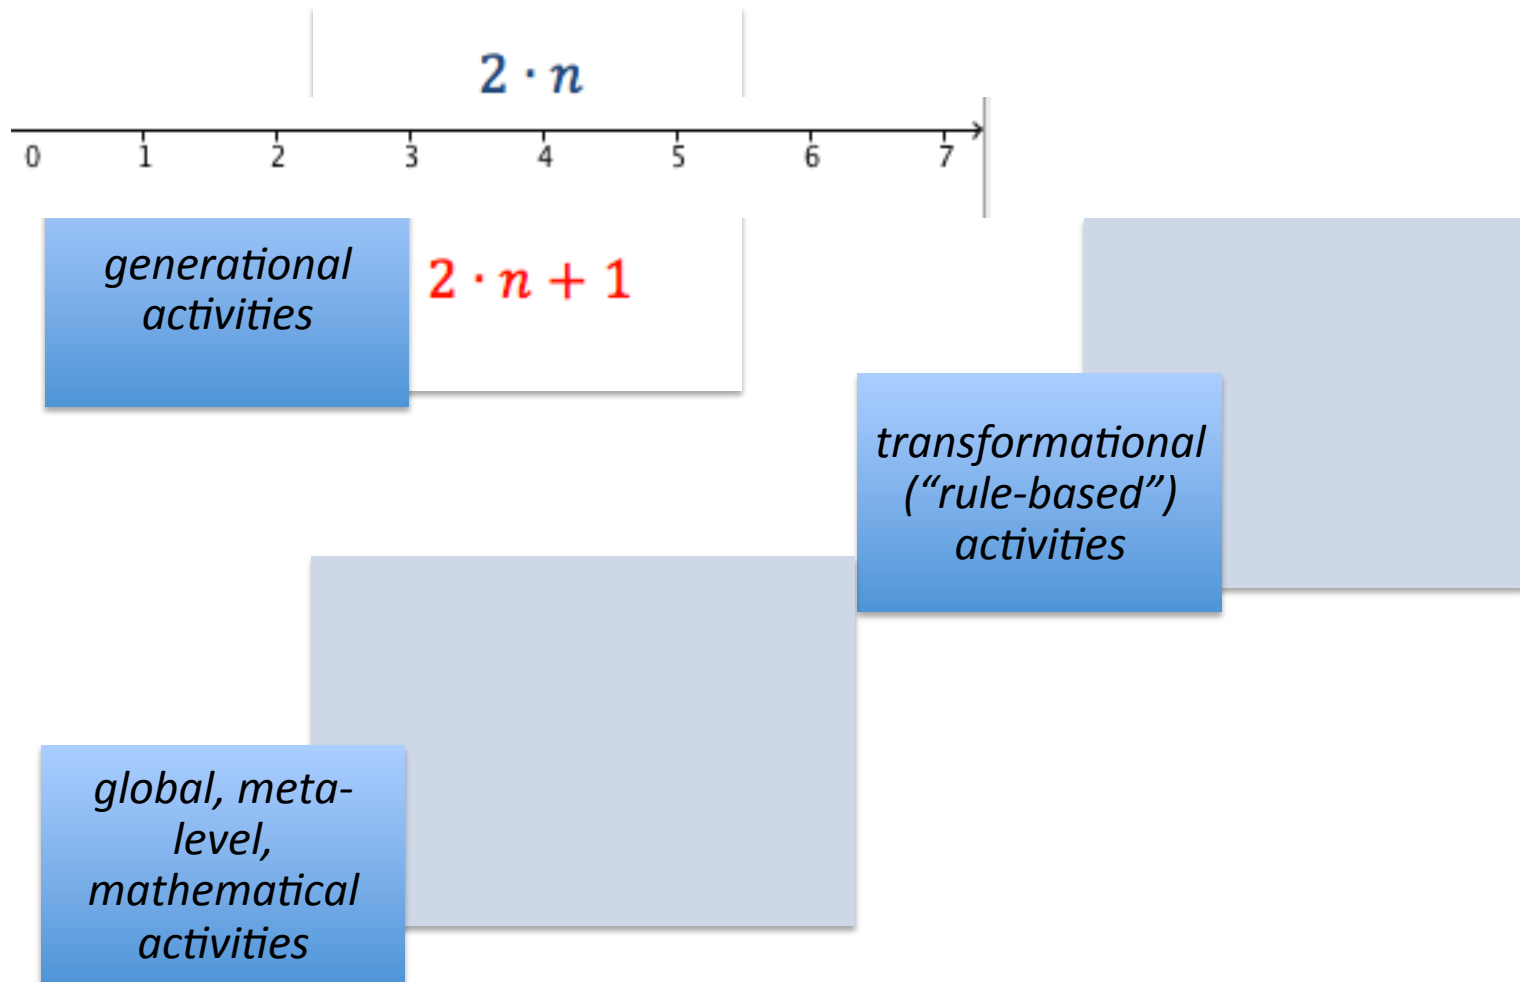 2 · n
0 1 2 3 4 5 6 7
generational
activities
2 · n + 1
transformational
(“rule-based”)
activities
global, meta-
level,
mathematical
activities